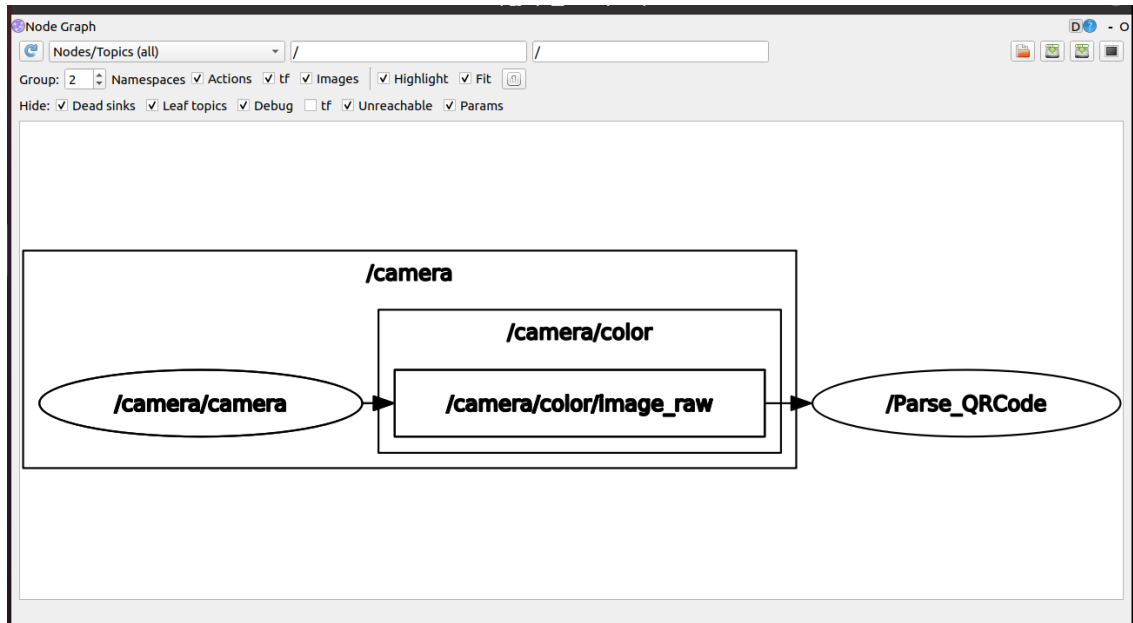 Node Graph D ? - O
Nodes/Topics (all) / /
Group: 2 Namespaces Actions tf Images Highlight Fit
Hide: Dead sinks Leaf topics Debug tf Unreachable Params
/camera
/camera/color
/camera/camera /camera/color/image_raw /Parse_QRCode